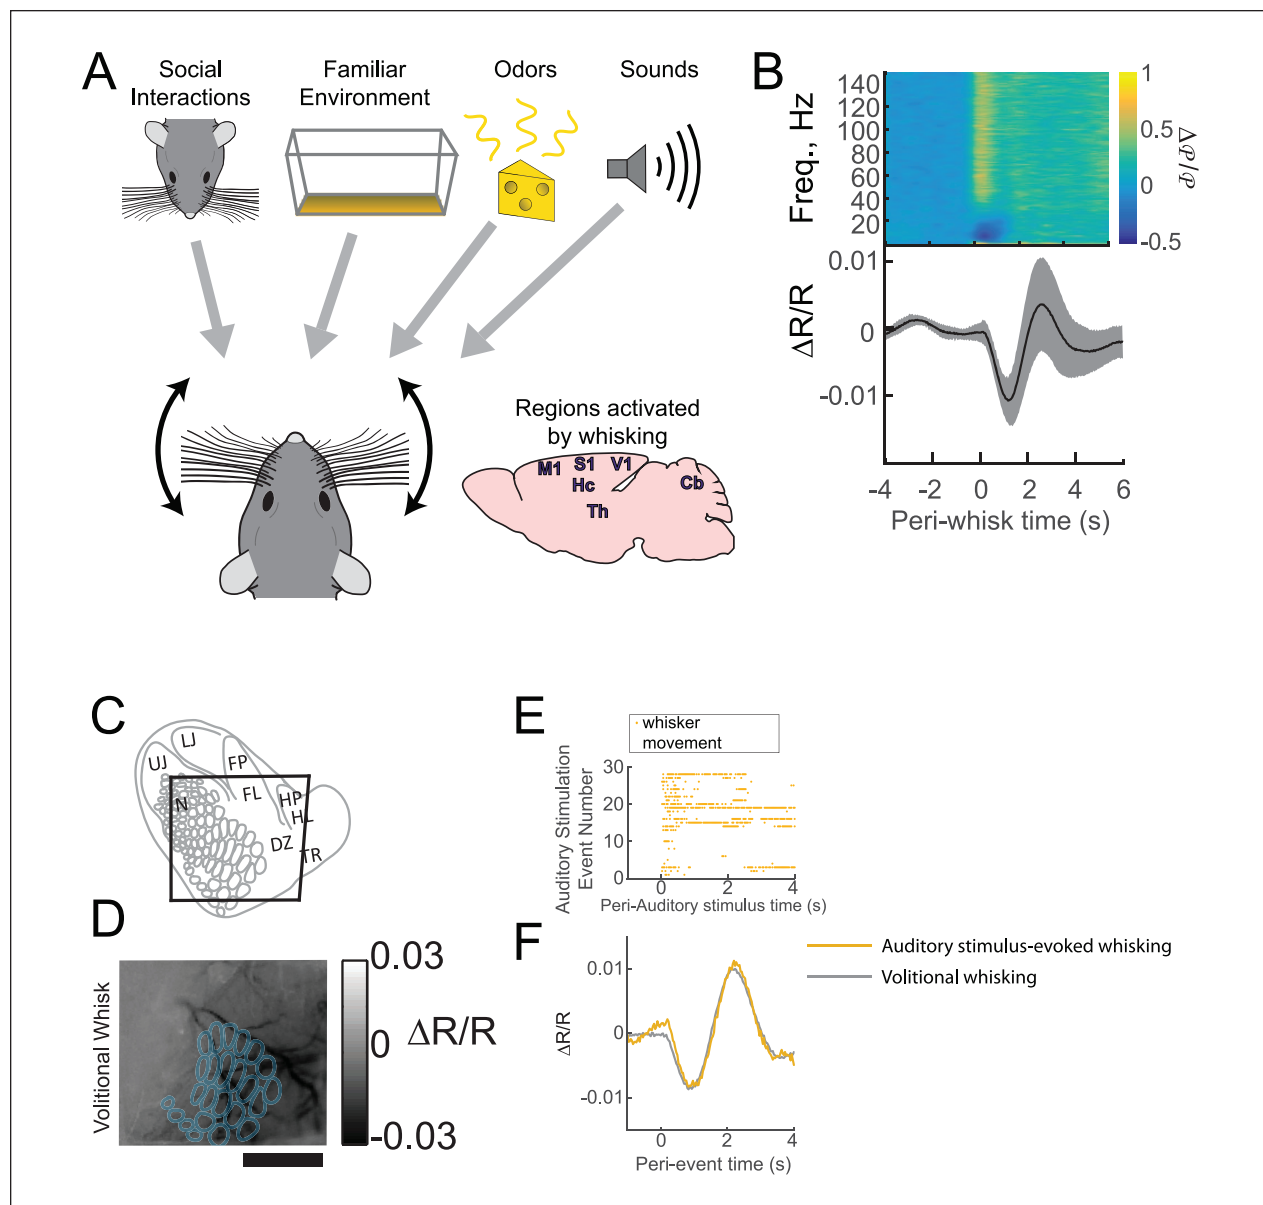 A
Social
Interactions
Familiar
Environment
Odors
Sounds
Regions activated
by whisking
M1
S1
V1
Hc
Th
Cb
B
Freq., Hz
140
120
100
80
60
40
20
1
0.5
0
-0.5
Δ𝒫/𝒫
ΔR/R
0.01
0
-0.01
-4
-2
0
2
4
6
Peri-whisk time (s)
C
UJ
LJ
FP
N
FL
HP
HL
DZ
TR
D
Volitional Whisk
0.03
0
-0.03
ΔR/R
E
whisker
movement
Auditory Stimulation
Event Number
30
20
10
0
0
2
4
Peri-Auditory stimulus time (s)
F
Auditory stimulus-evoked whisking
Volitional whisking
ΔR/R
0.01
0
-0.01
0
2
4
Peri-event time (s)